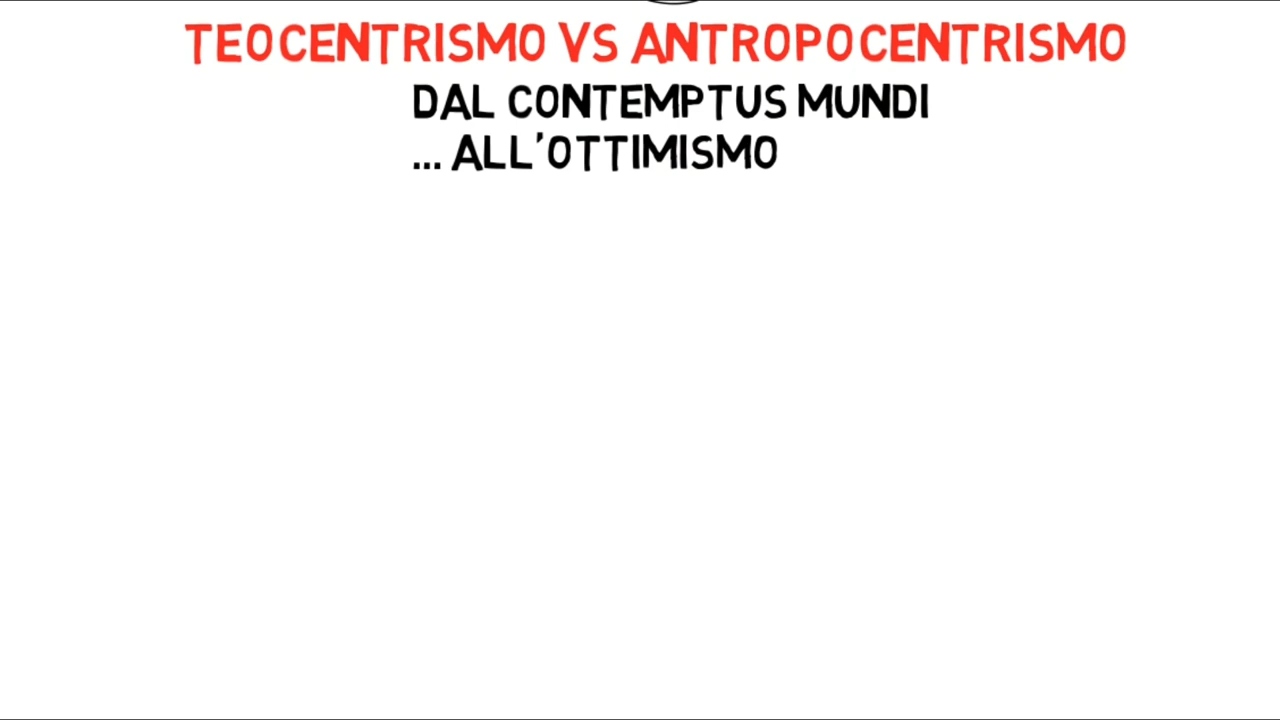 TEOCENTRISMO VS ANTROPOCENTRISMO
DAL CONTEMPTUS MUNDI
... ALL'OTTIMISMO